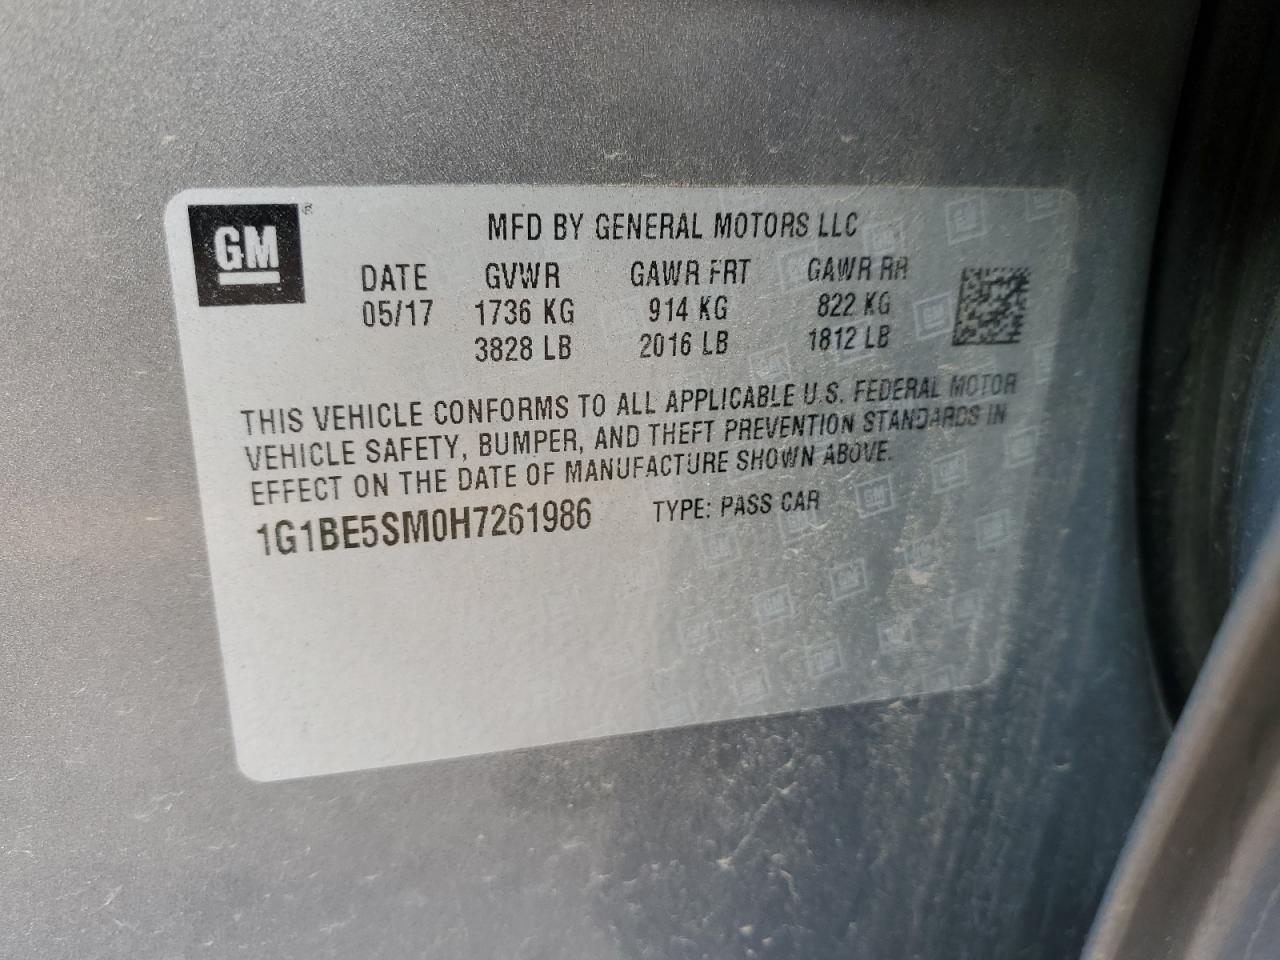 GM ®
MFD BY GENERAL MOTORS LLC
DATE GVWR GAWR FRT GAWR RR
05/17 1736 KG 914 KG 822 KG
3828 LB 2016 LB 1812 LB
THIS VEHICLE CONFORMS TO ALL APPLICABLE U.S. FEDERAL MOTOR
VEHICLE SAFETY, BUMPER, AND THEFT PREVENTION STANDARDS IN
EFFECT ON THE DATE OF MANUFACTURE SHOWN ABOVE.
1G1BE5SM0H7261986 TYPE: PASS CAR